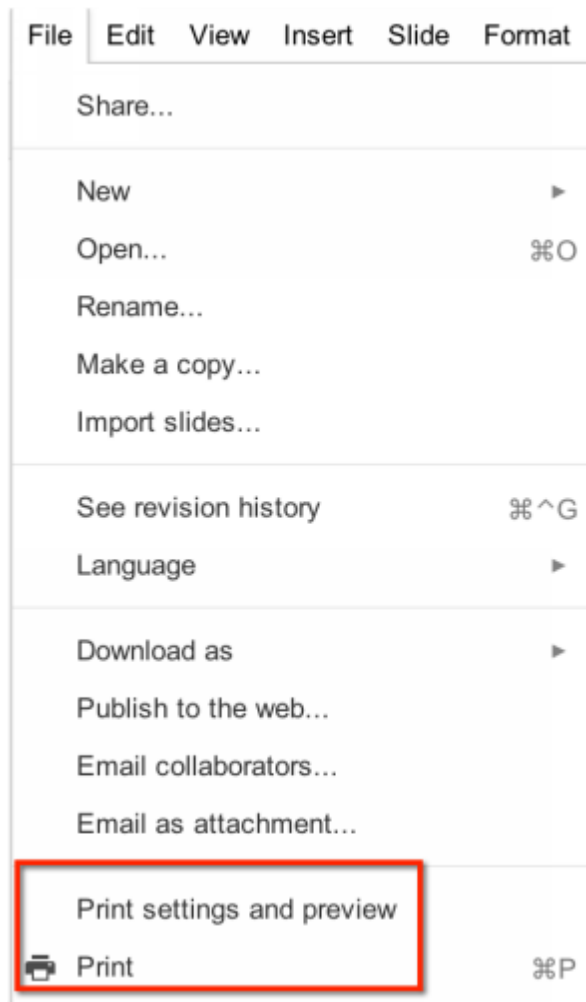 File Edit View Insert Slide Format
Share...
New ►
Open... ⌘O
Rename...
Make a copy...
Import slides...
See revision history ⌘^G
Language ►
Download as ►
Publish to the web...
Email collaborators...
Email as attachment...
Print settings and preview
Print ⌘P